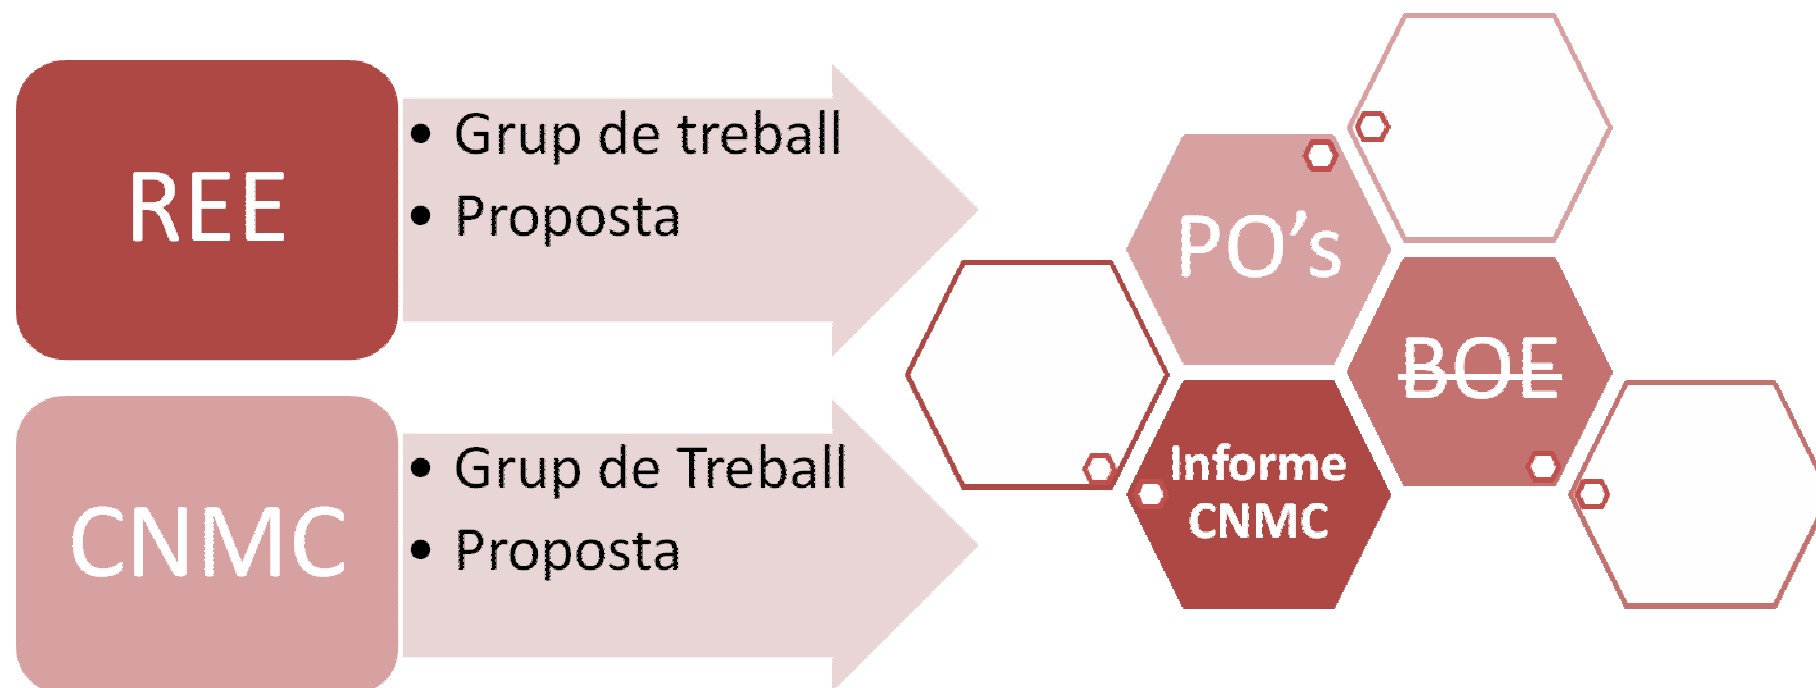 REE
• Grup de treball
• Proposta
CNMC
• Grup de Treball
• Proposta
PO’s
BOE
Informe
CNMC